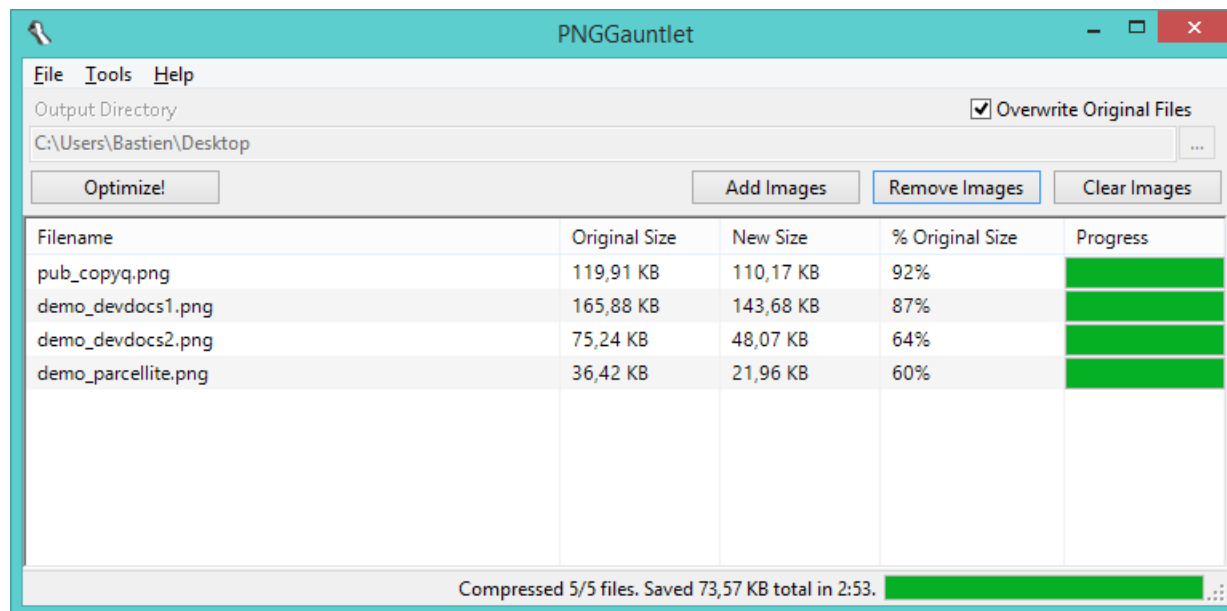 PNGGauntlet
File Tools Help
Output Directory Overwrite Original Files
C:\Users\Bastien\Desktop ...
Optimize! Add Images Remove Images Clear Images
Filename Original Size New Size % Original Size Progress
pub_copyq.png 119,91 KB 110,17 KB 92%
demo_devdocs1.png 165,88 KB 143,68 KB 87%
demo_devdocs2.png 75,24 KB 48,07 KB 64%
demo_parcellite.png 36,42 KB 21,96 KB 60%
Compressed 5/5 files. Saved 73,57 KB total in 2:53.